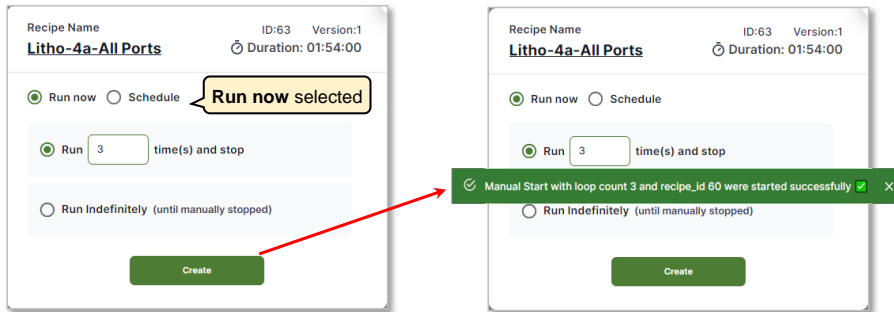 Recipe Name
ID:63 Version:1
Litho-4a-All Ports
Duration: 01:54:00
Run now
Schedule
Run now selected
Run 3 time(s) and stop
Run Indefinitely (until manually stopped)
Create
Recipe Name
ID:63 Version:1
Litho-4a-All Ports
Duration: 01:54:00
Run now
Schedule
Run 3 time(s) and stop
Manual Start with loop count 3 and recipe_id 60 were started successfully ✅ X
Run Indefinitely (until manually stopped)
Create